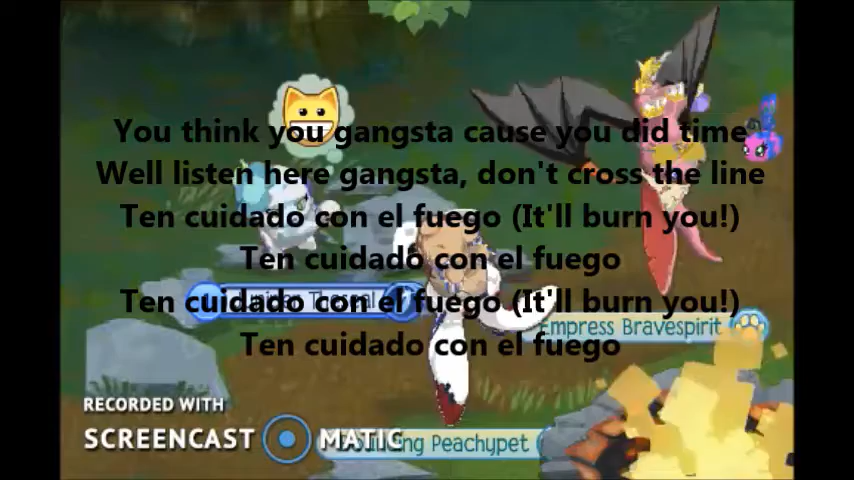 You think you gangsta cause you did time
Well listen here gangsta, don't cross the line
Ten cuidado con el fuego (It'll burn you!)
Ten cuidado con el fuego
Ten cuidado con el fuego (It'll burn you!)
Empress Bravespirit
Ten cuidado con el fuego
RECORDED WITH
SCREENCAST MATIC
Peachypet